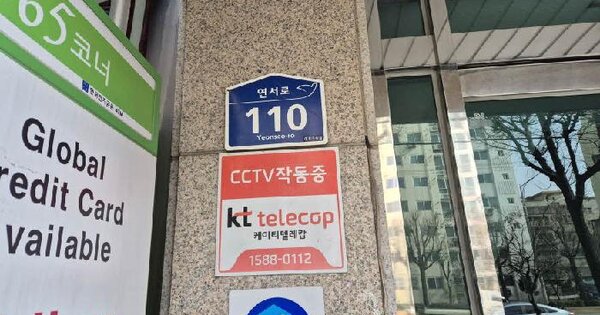 65코너
Global
redit Card
vailable
연서로
110
Yeonseo-ro
CCTV작동중
kt telecop
케이티텔레캅
1588-0112